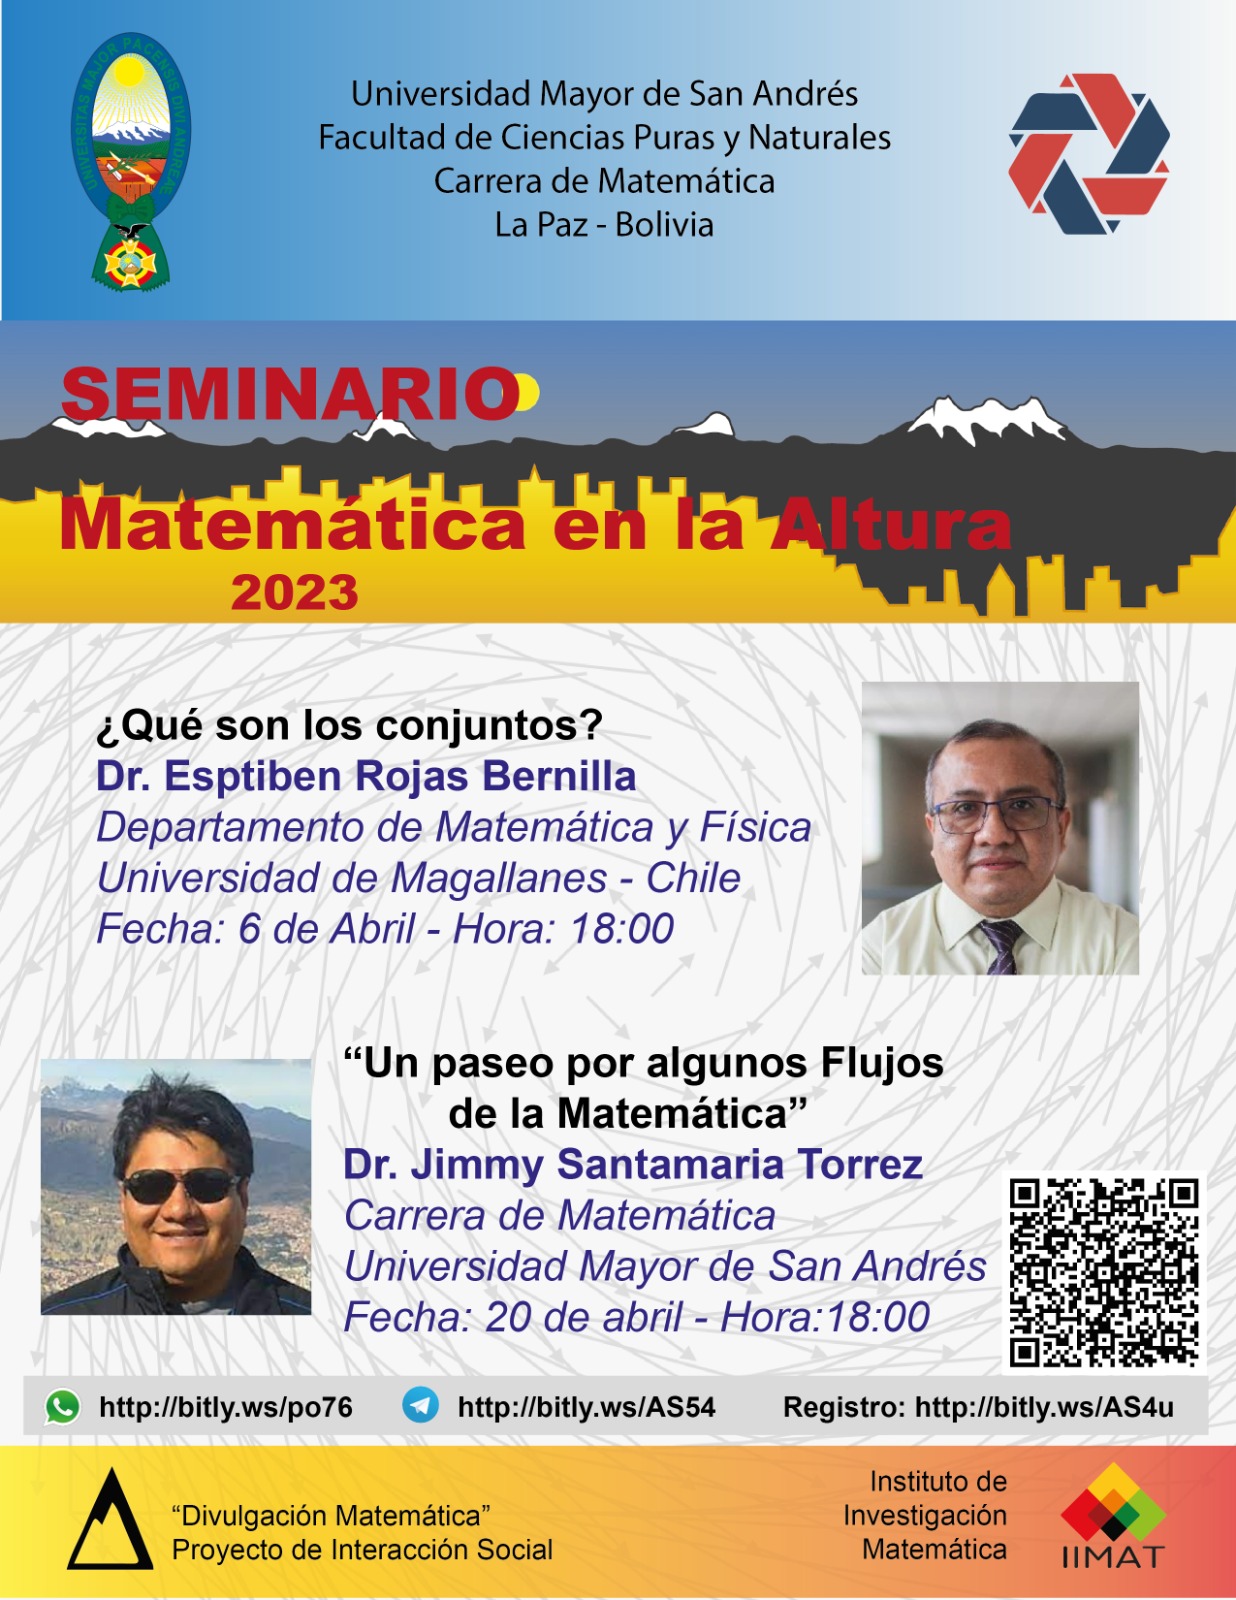 UNIVERSITAS MAJOR PACENSIS DIVI ANDREAE
Universidad Mayor de San Andrés
Facultad de Ciencias Puras y Naturales
Carrera de Matemática
La Paz - Bolivia
SEMINARIO
Matemática en la Altura
2023
¿Qué son los conjuntos?
Dr. Esptiben Rojas Bernilla
Departamento de Matemática y Física
Universidad de Magallanes - Chile
Fecha: 6 de Abril - Hora: 18:00
“Un paseo por algunos Flujos
de la Matemática”
Dr. Jimmy Santamaria Torrez
Carrera de Matemática
Universidad Mayor de San Andrés
Fecha: 20 de abril - Hora:18:00
http://bitly.ws/po76
http://bitly.ws/AS54
Registro: http://bitly.ws/AS4u
“Divulgación Matemática”
Proyecto de Interacción Social
Instituto de
Investigación
Matemática
IIMAT